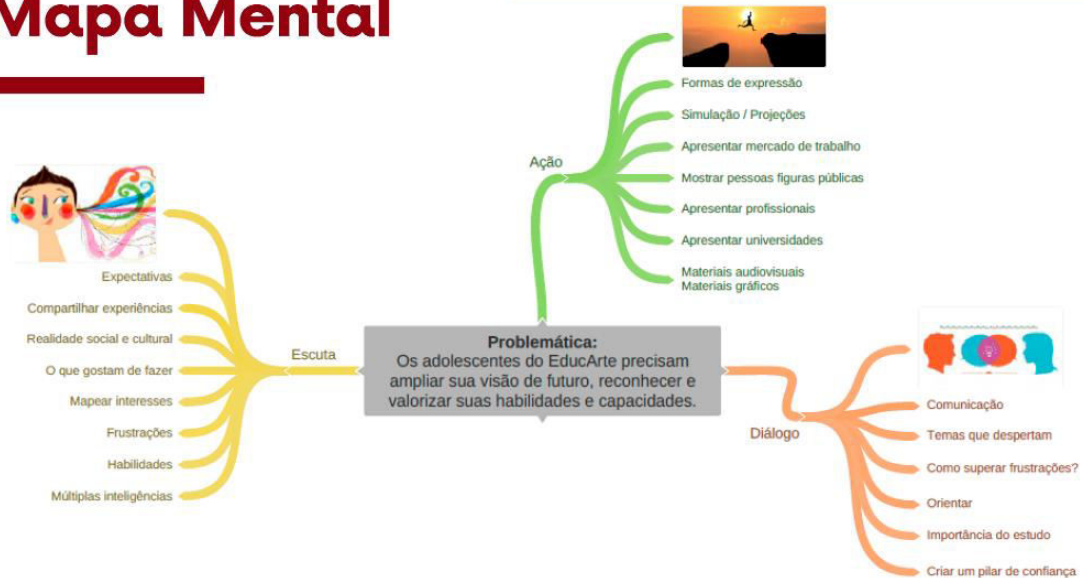 Mapa Mental
Ação
Formas de expressão
Simulação / Projeções
Apresentar mercado de trabalho
Mostrar pessoas figuras públicas
Apresentar profissionais
Apresentar universidades
Materiais audiovisuais
Materiais gráficos
Escuta
Expectativas
Compartilhar experiências
Realidade social e cultural
O que gostam de fazer
Mapear interesses
Frustrações
Habilidades
Múltiplas inteligências
Problemática:
Os adolescentes do EducArte precisam
ampliar sua visão de futuro, reconhecer e
valorizar suas habilidades e capacidades.
Diálogo
Comunicação
Temas que despertam
Como superar frustrações?
Orientar
Importância do estudo
Criar um pilar de confiança